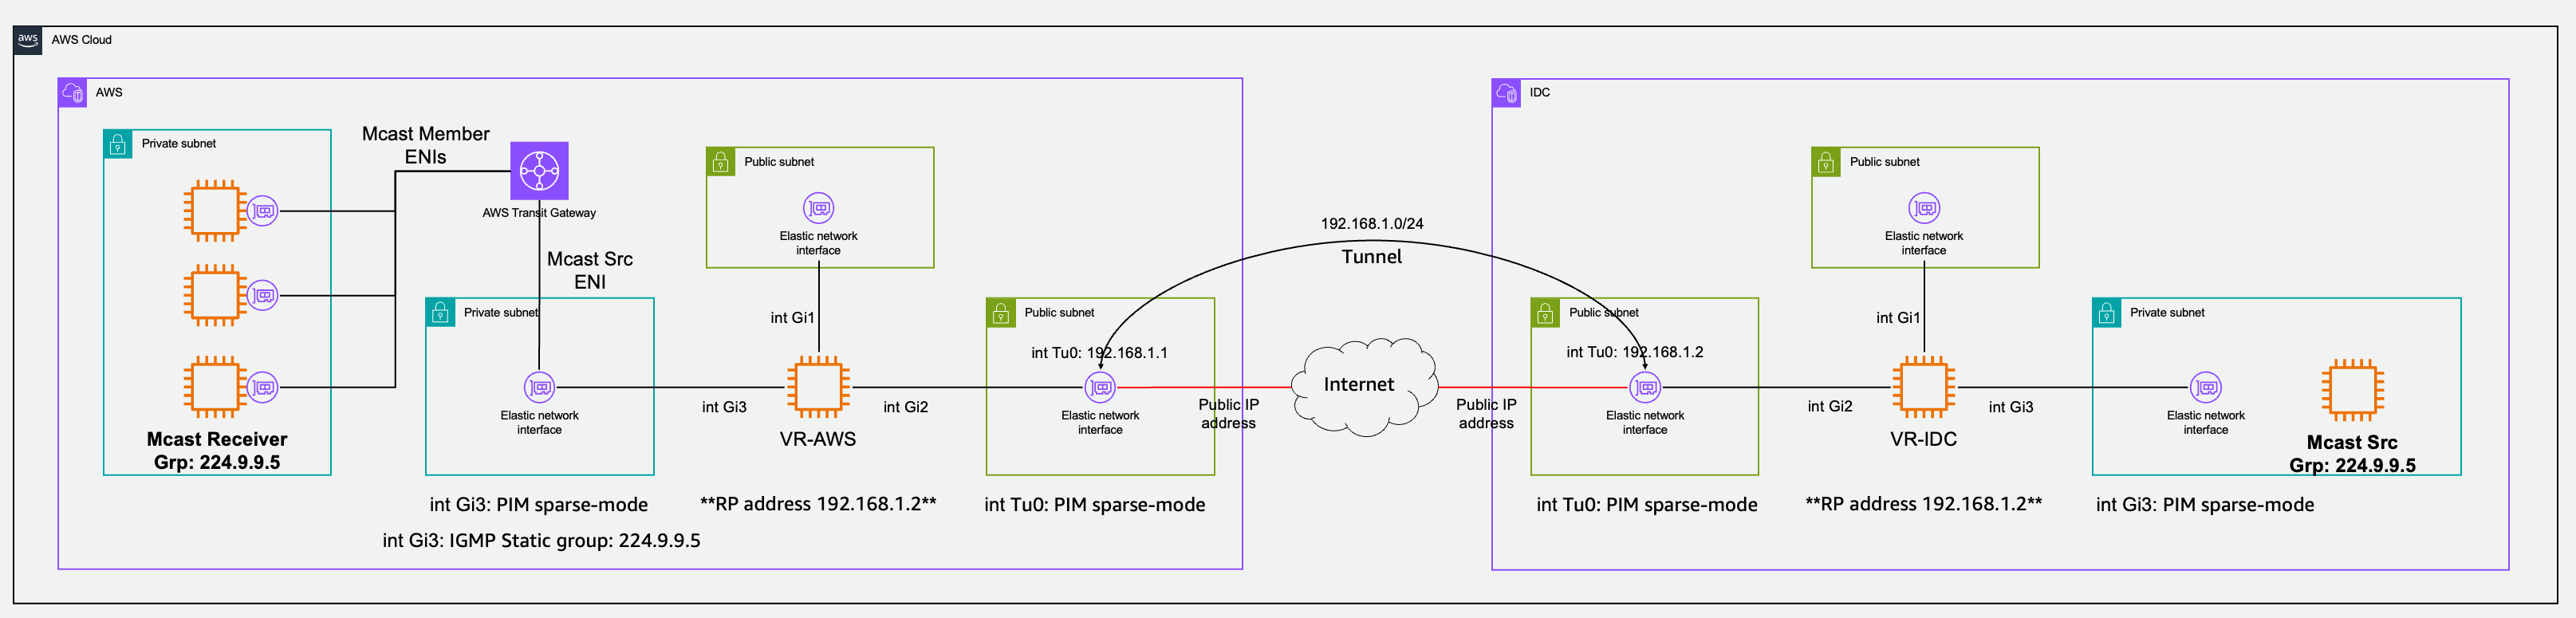 aws
AWS Cloud
AWS
Private subnet
Mcast Receiver
Grp: 224.9.9.5
Mcast Member
ENIs
AWS Transit Gateway
Mcast Src
ENI
Private subnet
Elastic network
interface
int Gi3: PIM sparse-mode
int Gi3: IGMP Static group: 224.9.9.5
Public subnet
Elastic network
interface
int Gi1
int Gi3
int Gi2
VR-AWS
**RP address 192.168.1.2**
Public subnet
int Tu0: 192.168.1.1
Elastic network
interface
int Tu0: PIM sparse-mode
Public IP
address
192.168.1.0/24
Tunnel
Internet
Public IP
address
IDC
Public subnet
int Tu0: 192.168.1.2
Elastic network
interface
int Tu0: PIM sparse-mode
Public subnet
Elastic network
interface
int Gi1
int Gi2
int Gi3
VR-IDC
**RP address 192.168.1.2**
Private subnet
Elastic network
interface
Mcast Src
Grp: 224.9.9.5
int Gi3: PIM sparse-mode